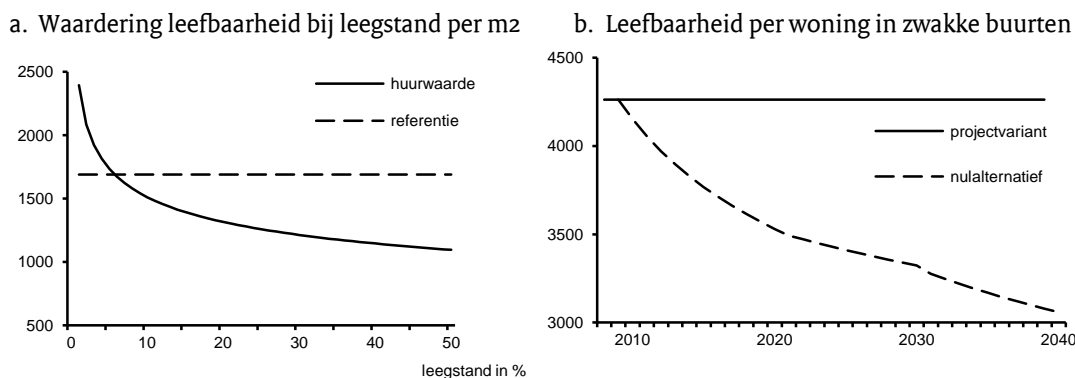 a. Waardering leefbaarheid bij leegstand per m2
2500
2000
1500
1000
500
0 10 20 30 40 50
leegstand in %
huurwaarde
referentie
b. Leefbaarheid per woning in zwakke buurten
4500
4000
3500
3000
2010 2020 2030 2040
projectvariant
nulalternatief